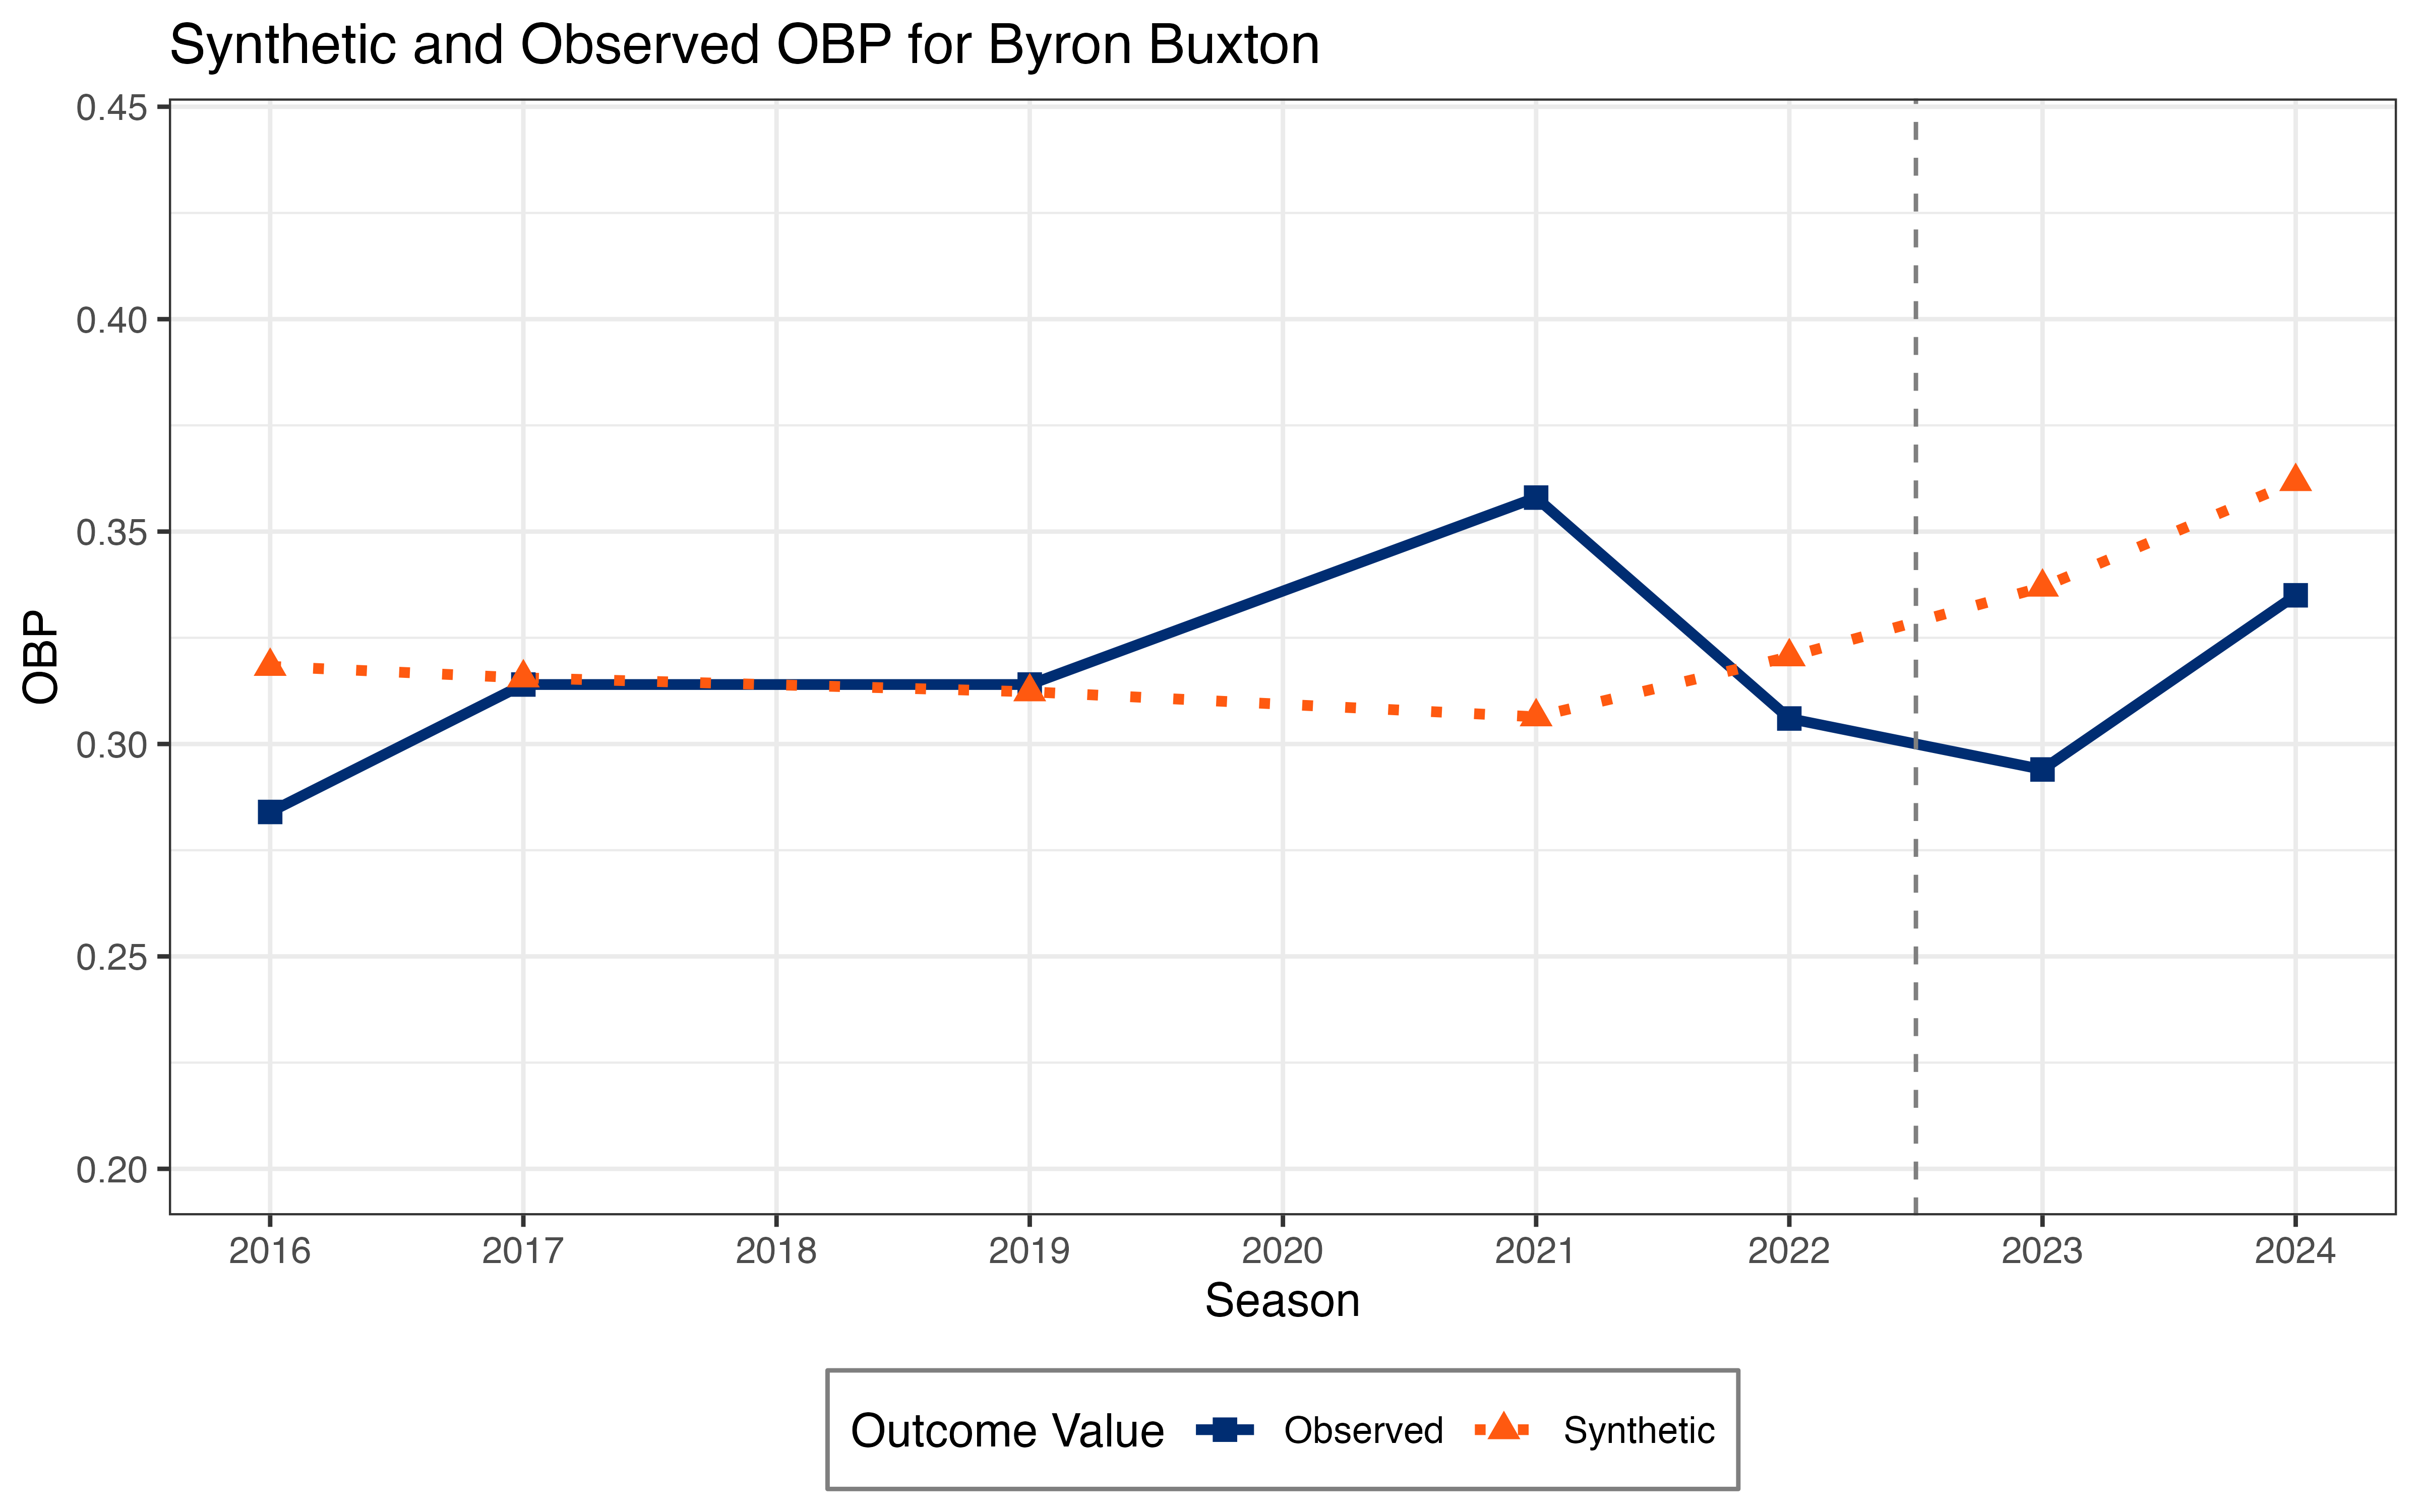 Synthetic and Observed OBP for Byron Buxton
0.45
0.40
0.35
0.30
0.25
0.20
OBP
2016 2017 2018 2019 2020 2021 2022 2023 2024
Season
Outcome Value Observed Synthetic